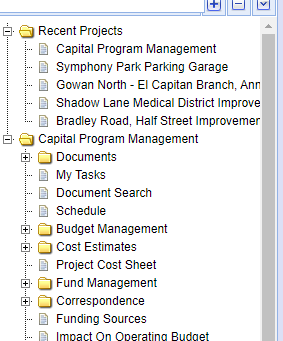 Recent Projects
Capital Program Management
Symphony Park Parking Garage
Gowan North - El Capitan Branch, Ann
Shadow Lane Medical District Improve
Bradley Road, Half Street Improvemen
Capital Program Management
Documents
My Tasks
Document Search
Schedule
Budget Management
Cost Estimates
Project Cost Sheet
Fund Management
Correspondence
Funding Sources
Impact On Operating Budget